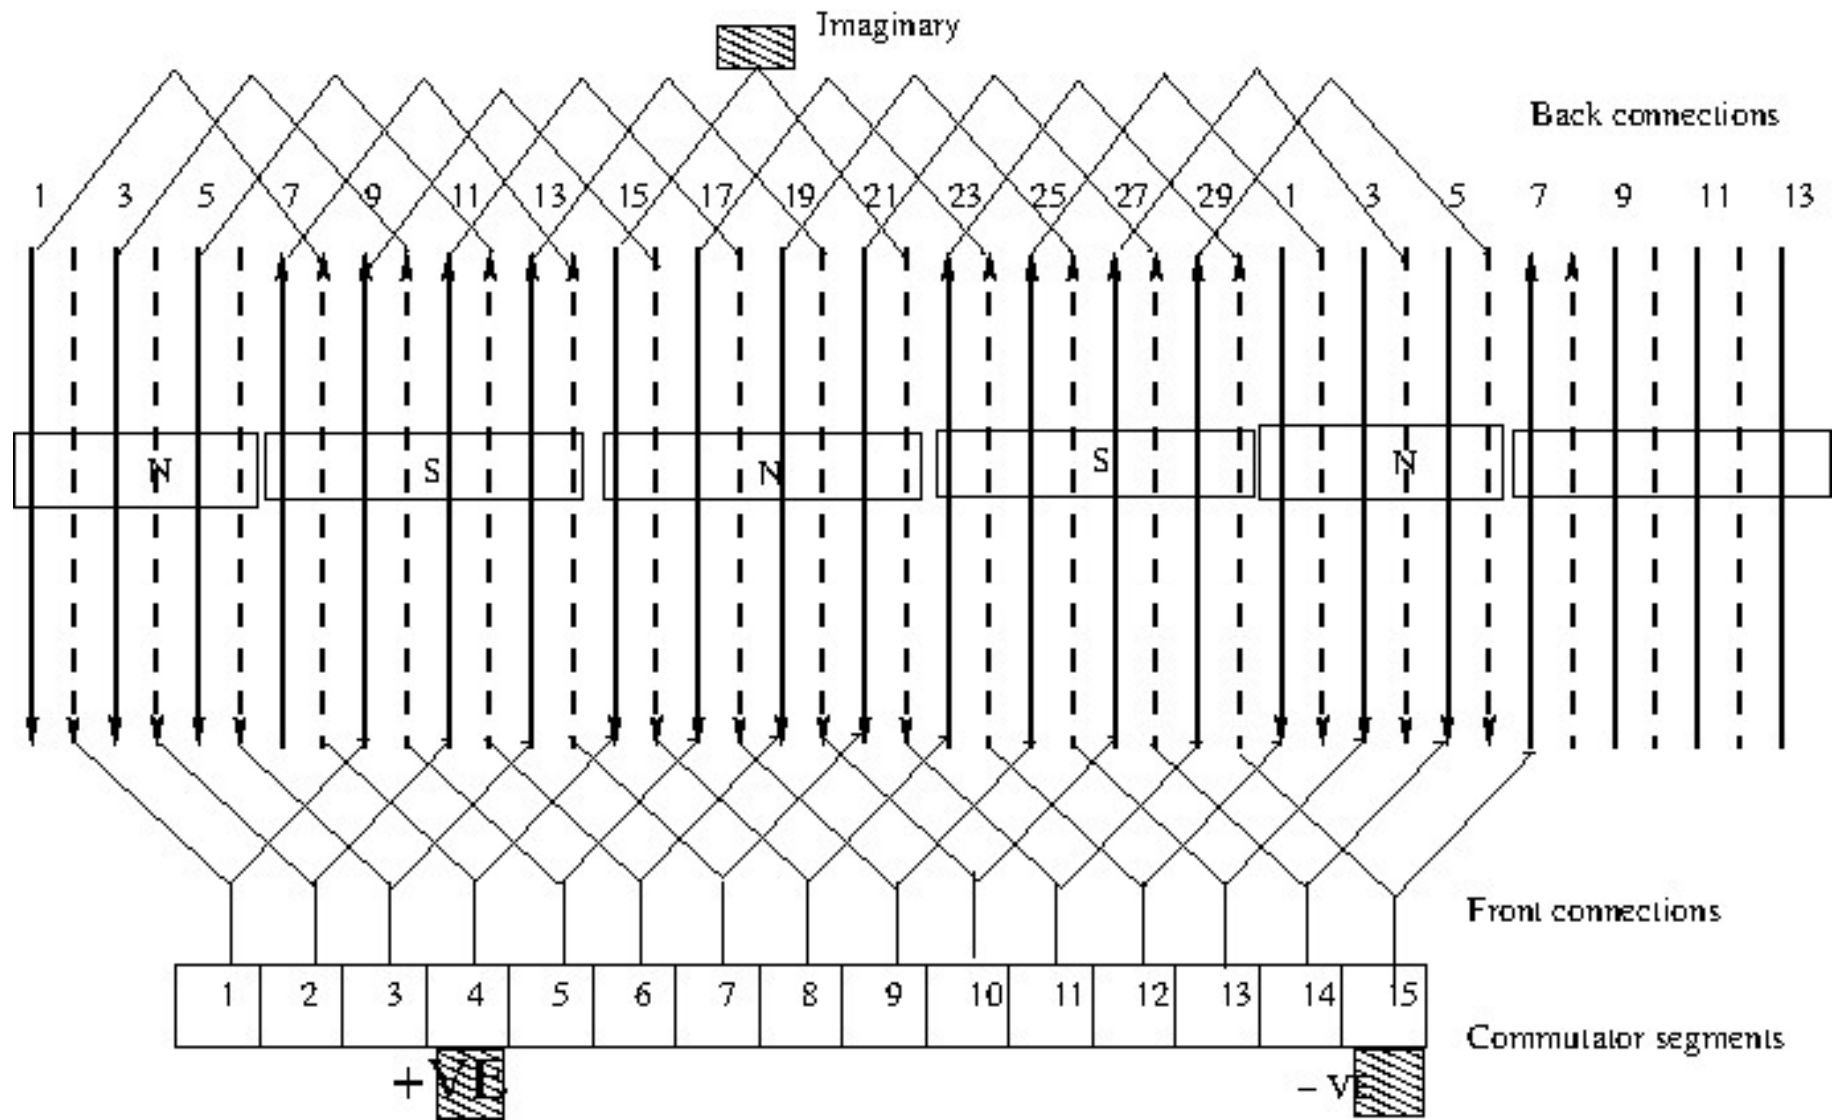 Imaginary
Back connections
1 3 5 7 9 11 13 15 17 19 21 23 25 27 29 1 3 5 7 9 11 13
N S N S N
Front connections
1 2 3 4 5 6 7 8 9 10 11 12 13 14 15
Commutator segments
+VE - VE